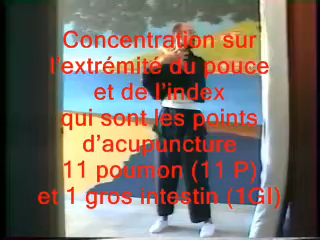 Concentration sur
l'extrémité du pouce
et de l'index
qui sont les points
d'acupuncture
11 poumon (11 P)
et 1 gros intestin (1GI)